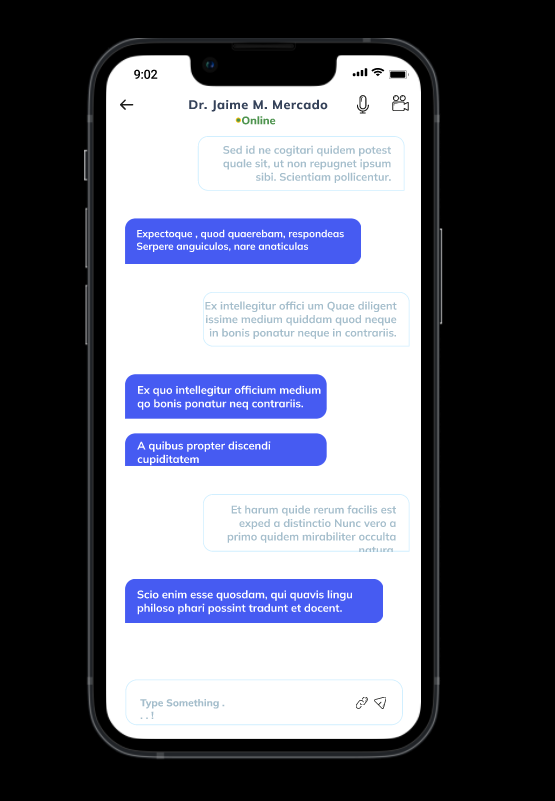 9:02
Dr. Jaime M. Mercado
Online
Sed id ne cogitari quidem potest
quale sit, ut non repugnet ipsum
sibi. Scientiam pollicentur.
Expectoque , quod quaerebam, respondeas
Serpere anguiculos, nare anaticulas
Ex intellegitur offici um Quae diligent
issime medium quiddam quod neque
in bonis ponatur neque in contrariis.
Ex quo intellegitur officium medium
qo bonis ponatur neq contrariis.
A quibus propter discendi
cupiditatem
Et harum quide rerum facilis est
exped a distinctio Nunc vero a
primo quidem mirabiliter occulta
natura.
Scio enim esse quosdam, qui quavis lingu
philoso phari possint tradunt et docent.
Type Something .
. . !